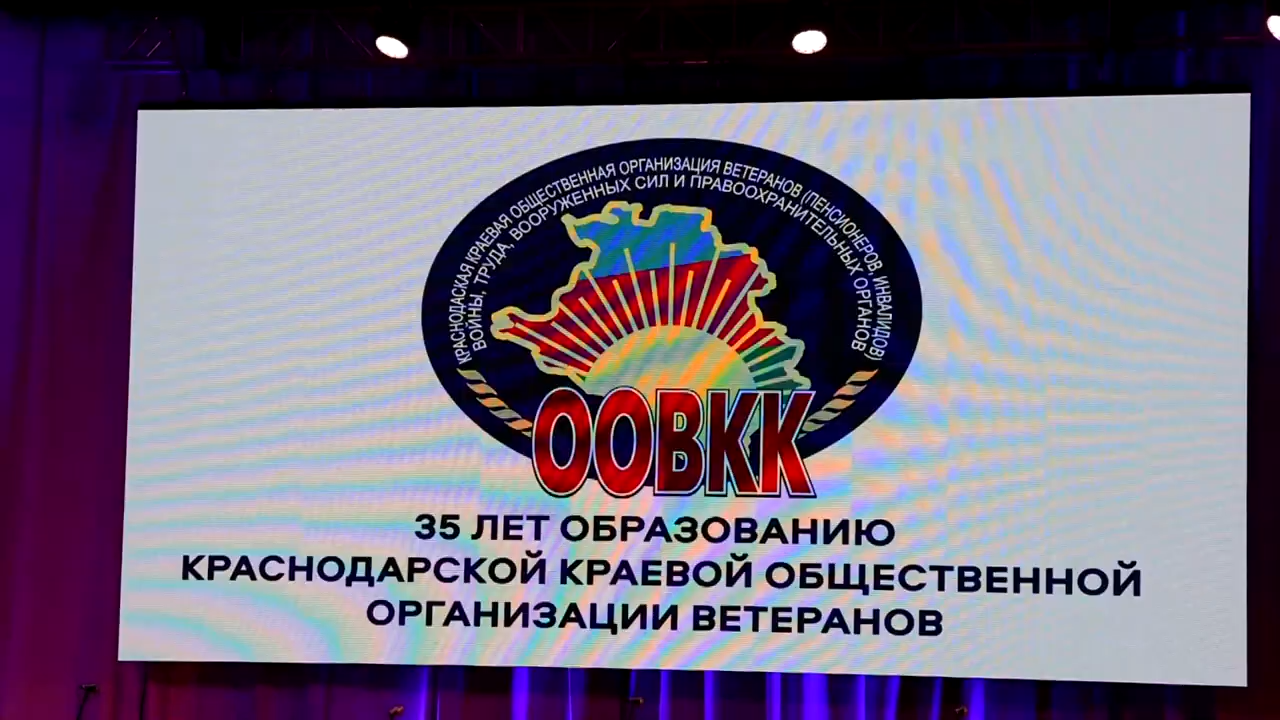 КРАСНОДАСКАЯ КРАЕВАЯ ОБЩЕСТВЕННАЯ ОРГАНИЗАЦИЯ ВЕТЕРАНОВ (ПЕНСИОНЕРОВ, ИНВАЛИДОВ)
ВОЙНЫ, ТРУДА, ВООРУЖЕННЫХ СИЛ И ПРАВООХРАНИТЕЛЬНЫХ ОРГАНОВ
ООВКК
35 ЛЕТ ОБРАЗОВАНИЮ
КРАСНОДАРСКОЙ КРАЕВОЙ ОБЩЕСТВЕННОЙ
ОРГАНИЗАЦИИ ВЕТЕРАНОВ